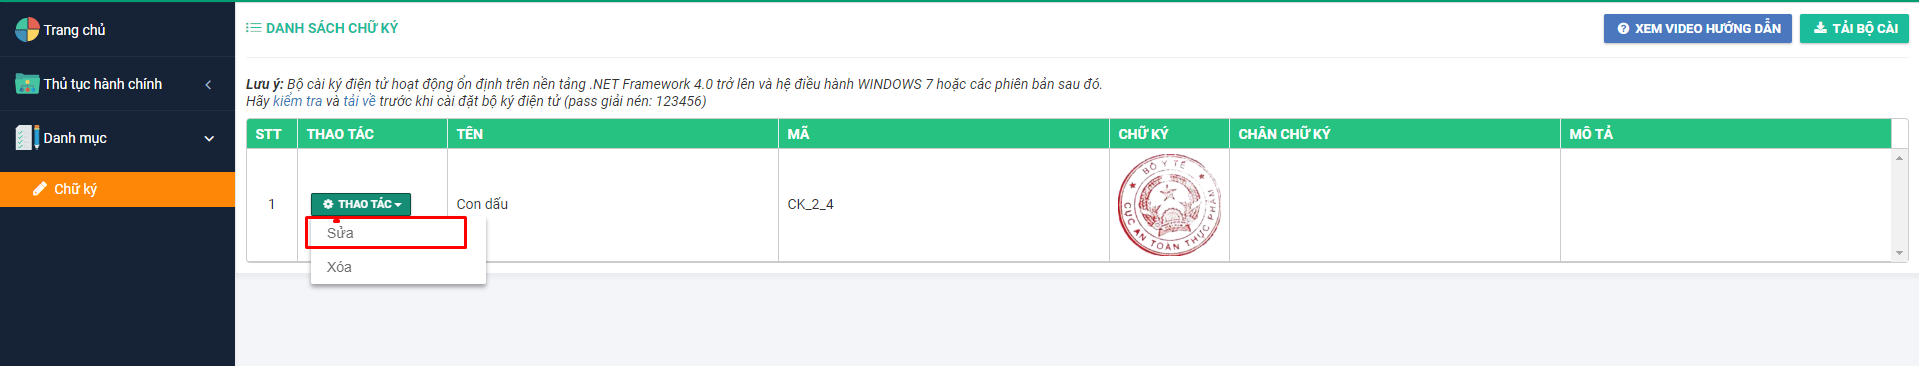 Trang chủ
Thủ tục hành chính
Danh mục
Chữ ký
DANH SÁCH CHỮ KÝ
XEM VIDEO HƯỚNG DẪN
TẢI BỘ CÀI
Lưu ý: Bộ cài ký điện tử hoạt động ổn định trên nền tảng .NET Framework 4.0 trở lên và hệ điều hành WINDOWS 7 hoặc các phiên bản sau đó.
Hãy kiểm tra và tải về trước khi cài đặt bộ ký điện tử (pass giải nén: 123456)
STT THAO TÁC TÊN MÃ CHỮ KÝ CHÂN CHỮ KÝ MÔ TẢ
1 THAO TÁC Con dấu CK_2_4
BỘ Y TẾ
CỤC AN TOÀN THỰC PHẨM
Sửa
Xóa